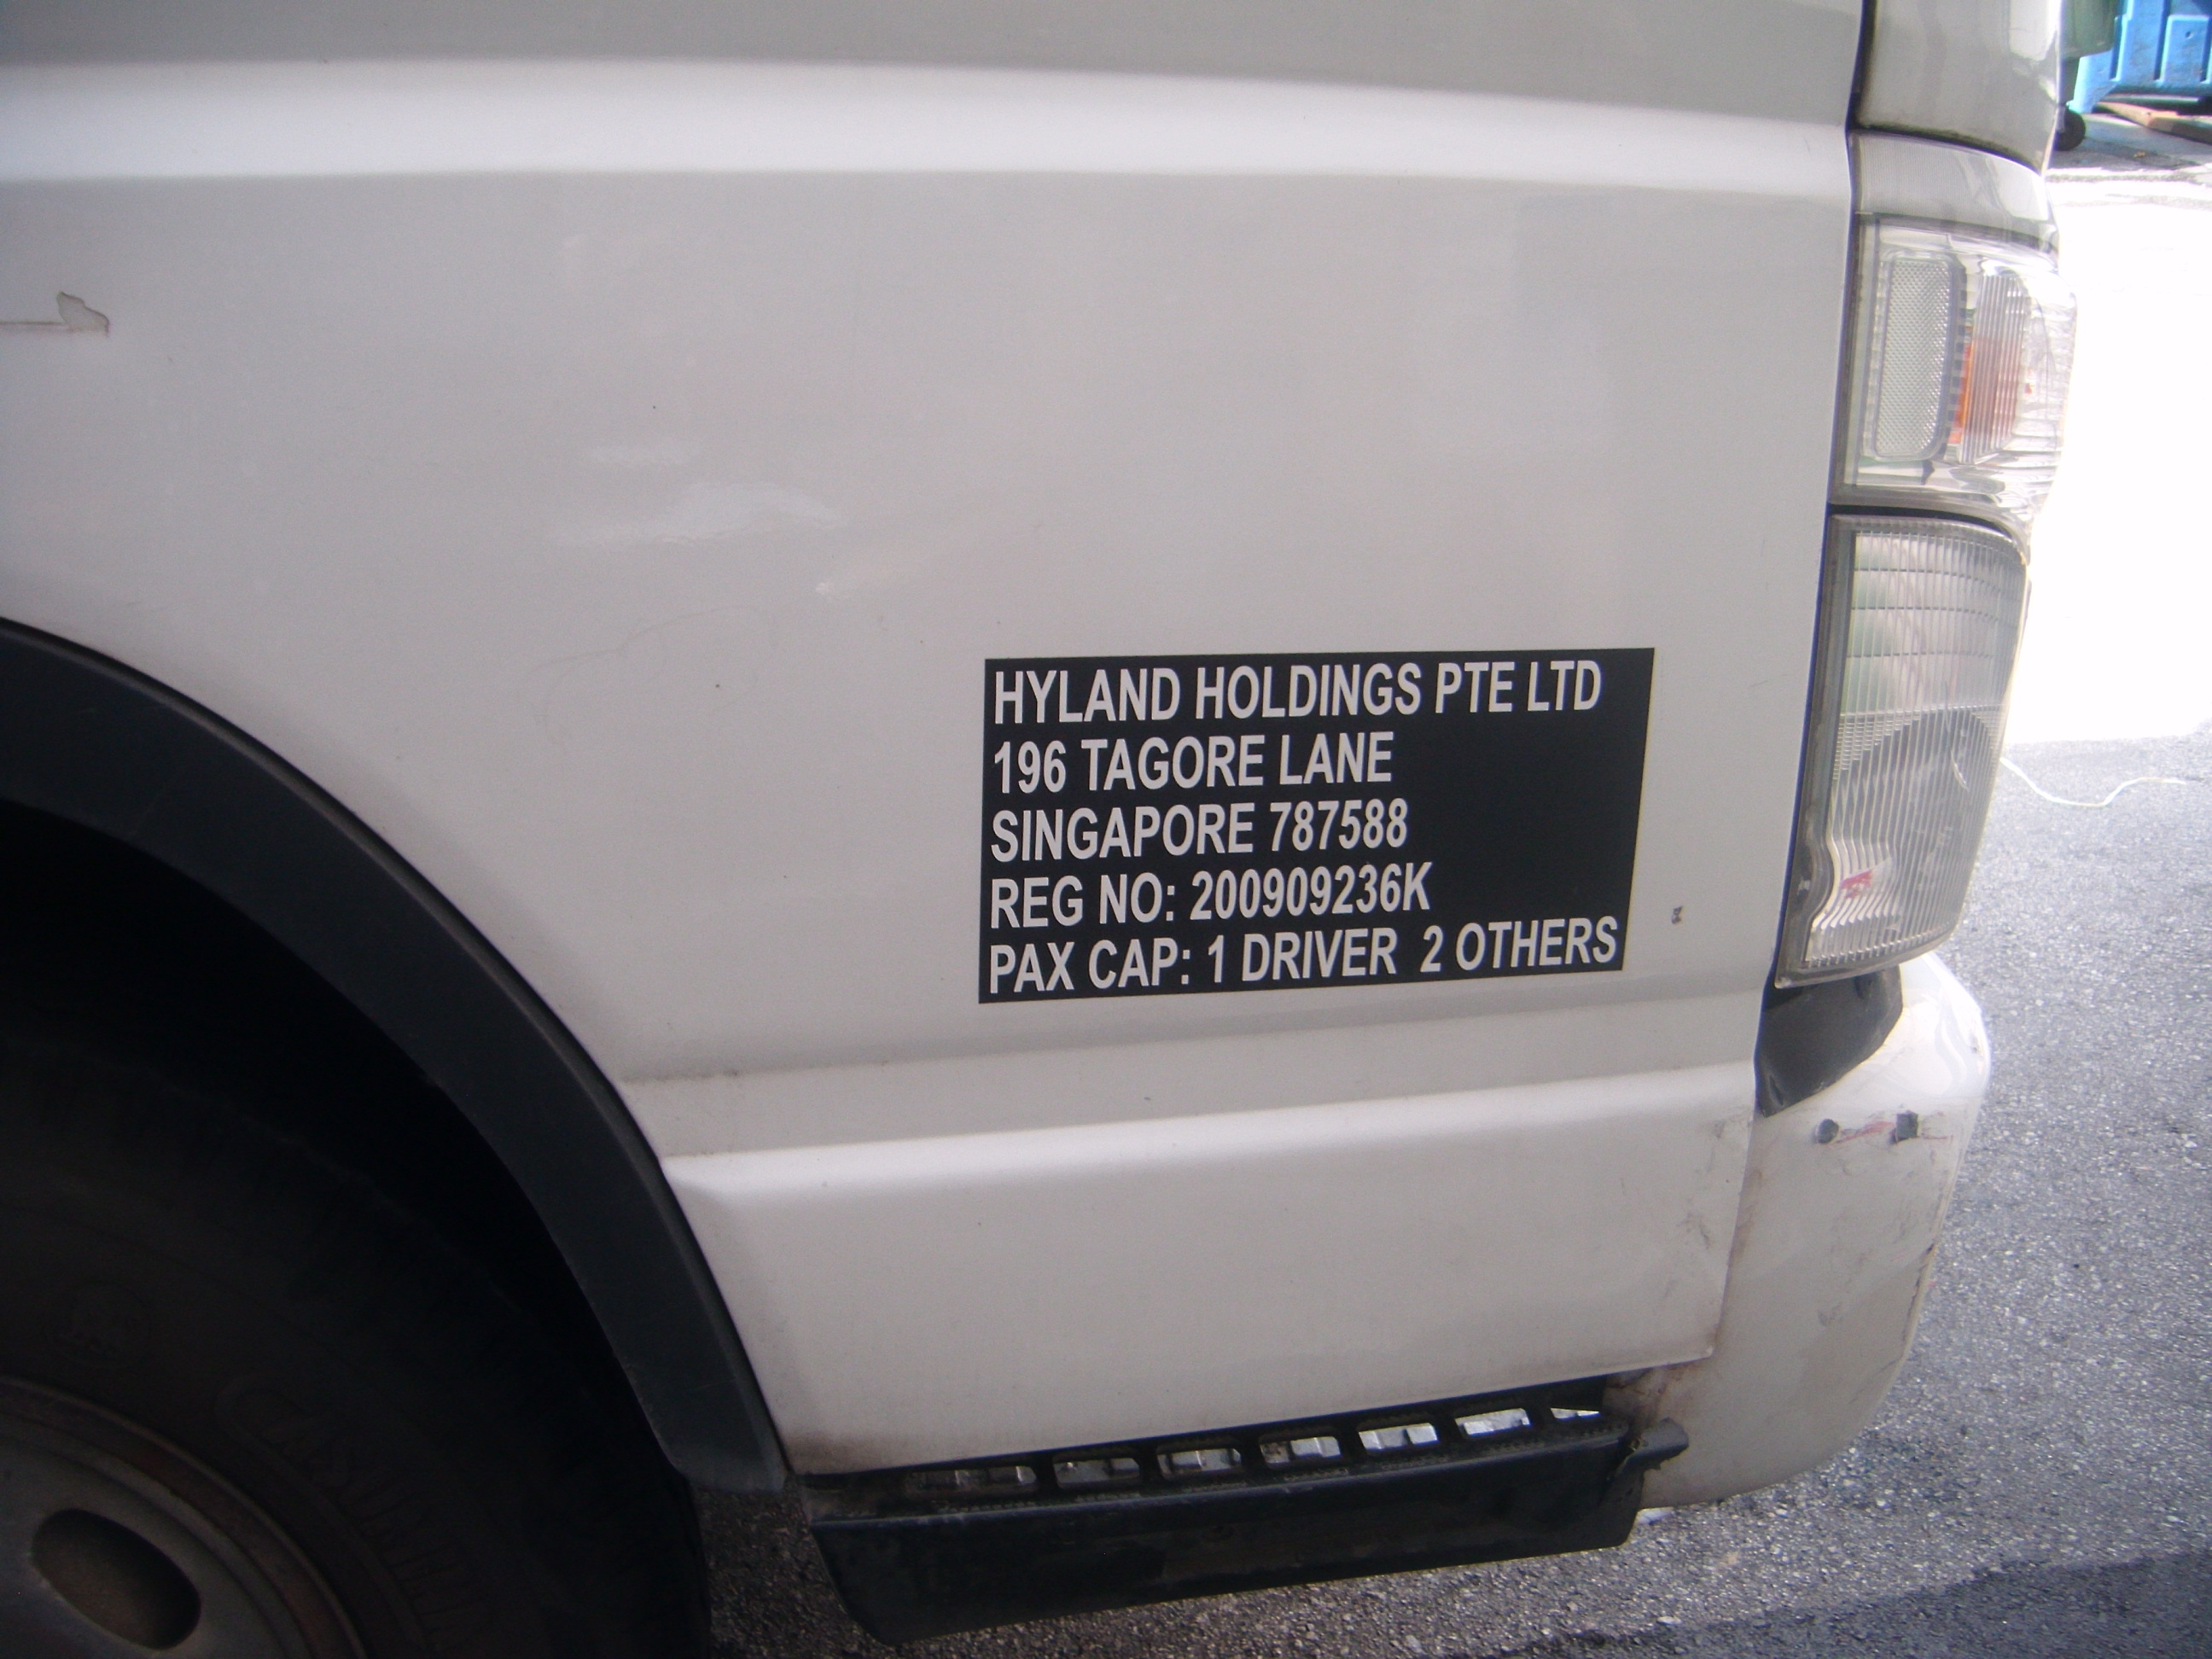 HYLAND HOLDINGS PTE LTD
196 TAGORE LANE
SINGAPORE 787588
REG NO: 200909236K
PAX CAP: 1 DRIVER 2 OTHERS